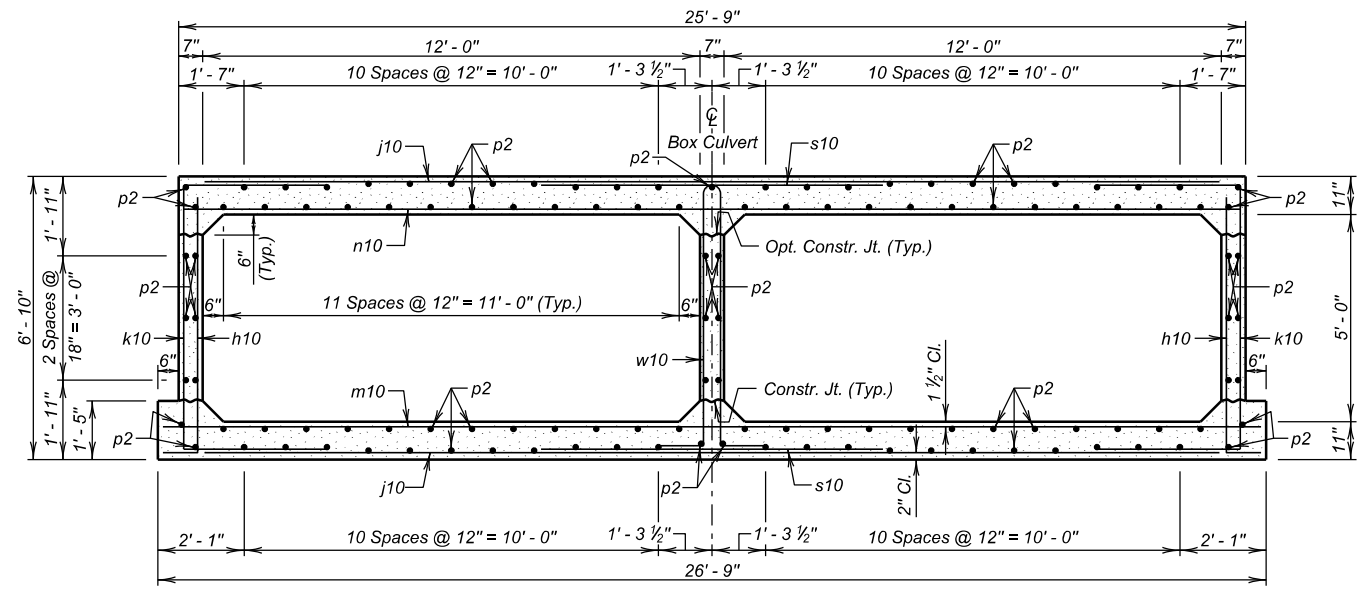 25' - 9"
7" 12' - 0" 7" 12' - 0" 7"
1' - 7" 10 Spaces @ 12" = 10' - 0" 1' - 3 ½" 1' - 3 ½" 10 Spaces @ 12" = 10' - 0" 1' - 7"
℄
Box Culvert
j10 p2 p2 s10 p2
p2 p2
1' - 11" 11"
n10 6" (Typ.) Opt. Constr. Jt. (Typ.)
6' - 10" 2 Spaces @
18" = 3' - 0"
p2 p2 p2
6" 11 Spaces @ 12" = 11' - 0" (Typ.) 6"
5' - 0"
k10 h10 w10 h10 k10
6" 6"
m10 p2 Constr. Jt. (Typ.) 1 ½" Cl. p2
1' - 11" 1' - 5"
p2 p2
11"
j10 p2 s10 2" Cl.
2' - 1" 10 Spaces @ 12" = 10' - 0" 1' - 3 ½" 1' - 3 ½" 10 Spaces @ 12" = 10' - 0" 2' - 1"
26' - 9"